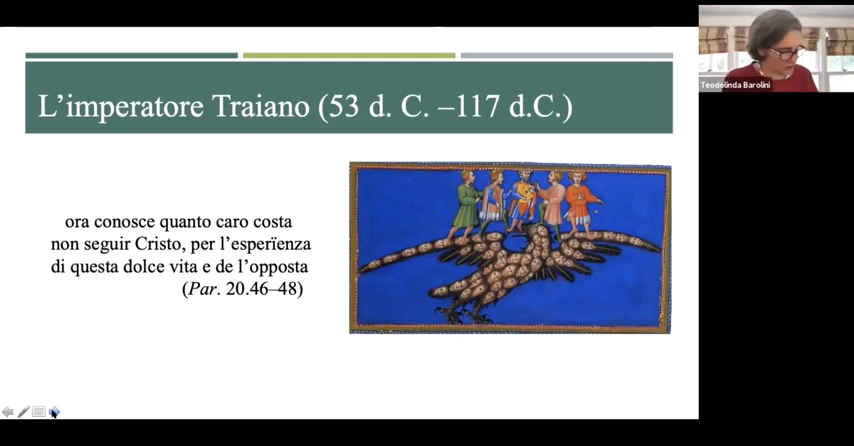 L’imperatore Traiano (53 d. C. –117 d.C.)
ora conosce quanto caro costa
non seguir Cristo, per l’esperïenza
di questa dolce vita e de l’opposta
(Par. 20.46–48)
Teodolinda Barolini